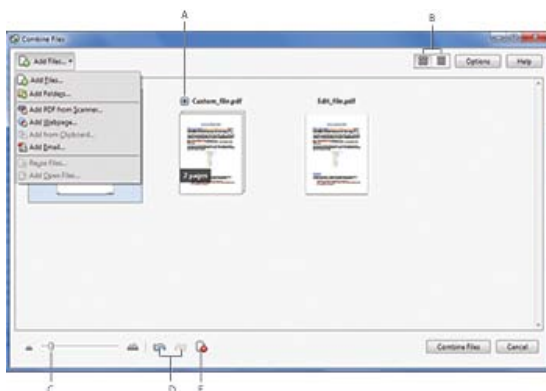 A
B
Combine Files
Add Files...
Options
Help
Add Files...
Add Folders...
Add PDF from Scanner...
Add Webpage...
Add from Clipboard...
Add Email...
Reuse Files...
Add Open Files...
Custom_file.pdf
Edit_file.pdf
2 pages
Combine Files
Cancel
C
D
E